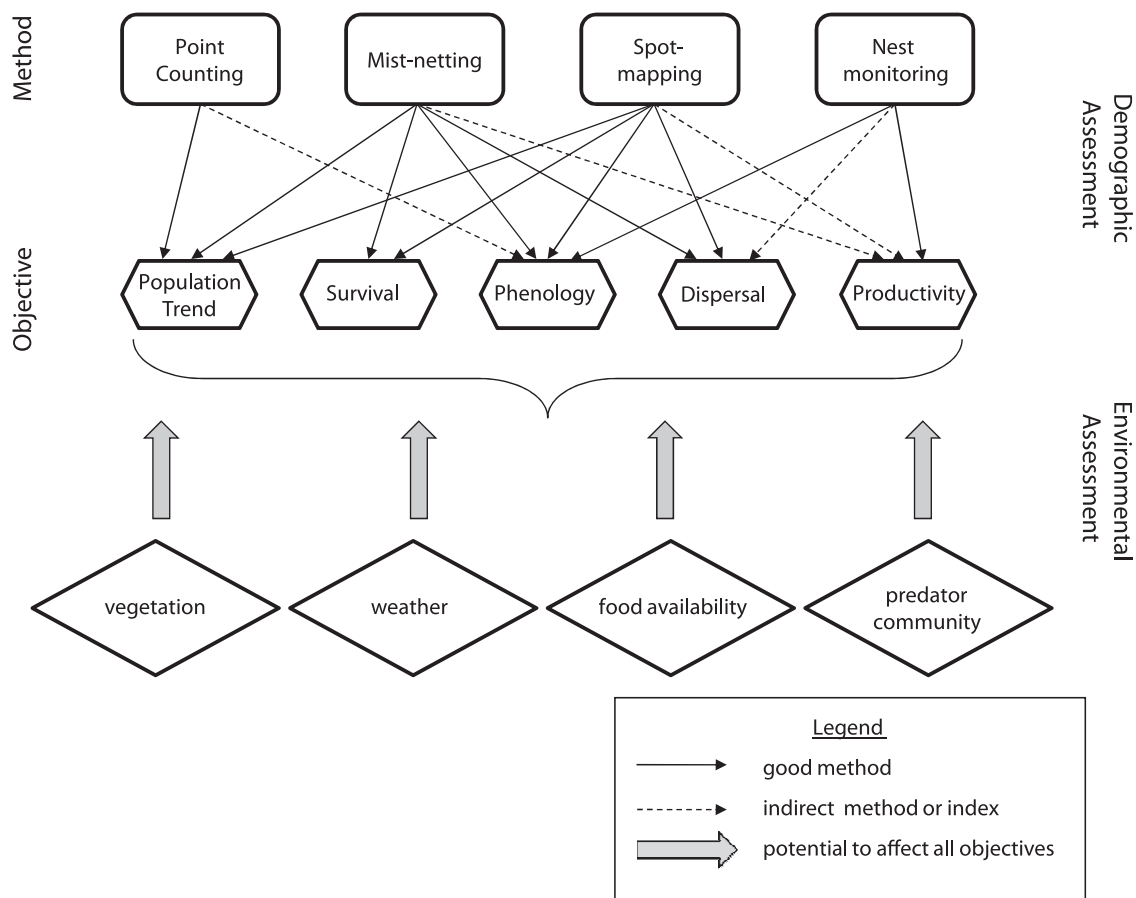 Method
Point
Counting
Mist-netting
Spot-
mapping
Nest
monitoring
Demographic
Assessment
Objective
Population
Trend
Survival
Phenology
Dispersal
Productivity
Environmental
Assessment
vegetation
weather
food availability
predator
community
Legend
good method
indirect method or index
potential to affect all objectives